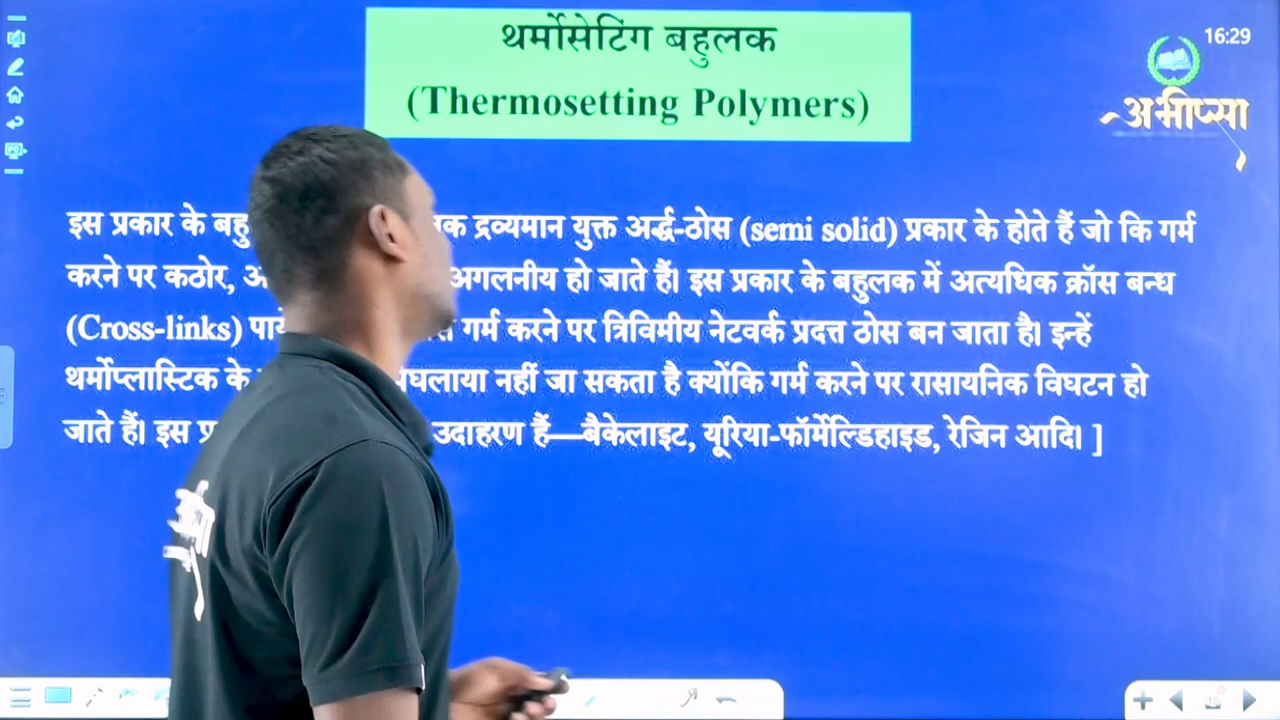 थर्मोसेटिंग बहुलक
(Thermosetting Polymers)
16:29
अभीप्सा
इस प्रकार के द्रव्यमान युक्त अर्द्ध-ठोस (semi solid) प्रकार के होते हैं जो कि गर्म
करने पर कठोर, अगलनीय हो जाते हैं। इस प्रकार के बहुलक में अत्यधिक क्रॉस बन्ध
(Cross-links) गर्म करने पर त्रिविमीय नेटवर्क प्रदत्त ठोस बन जाता है। इन्हें
थर्मोप्लास्टिक के नहीं जा सकता है क्योंकि गर्म करने पर रासायनिक विघटन हो
जाते हैं। इस उदाहरण हैं—बैकेलाइट, यूरिया-फॉर्मेल्डिहाइड, रेजिन आदि। ]